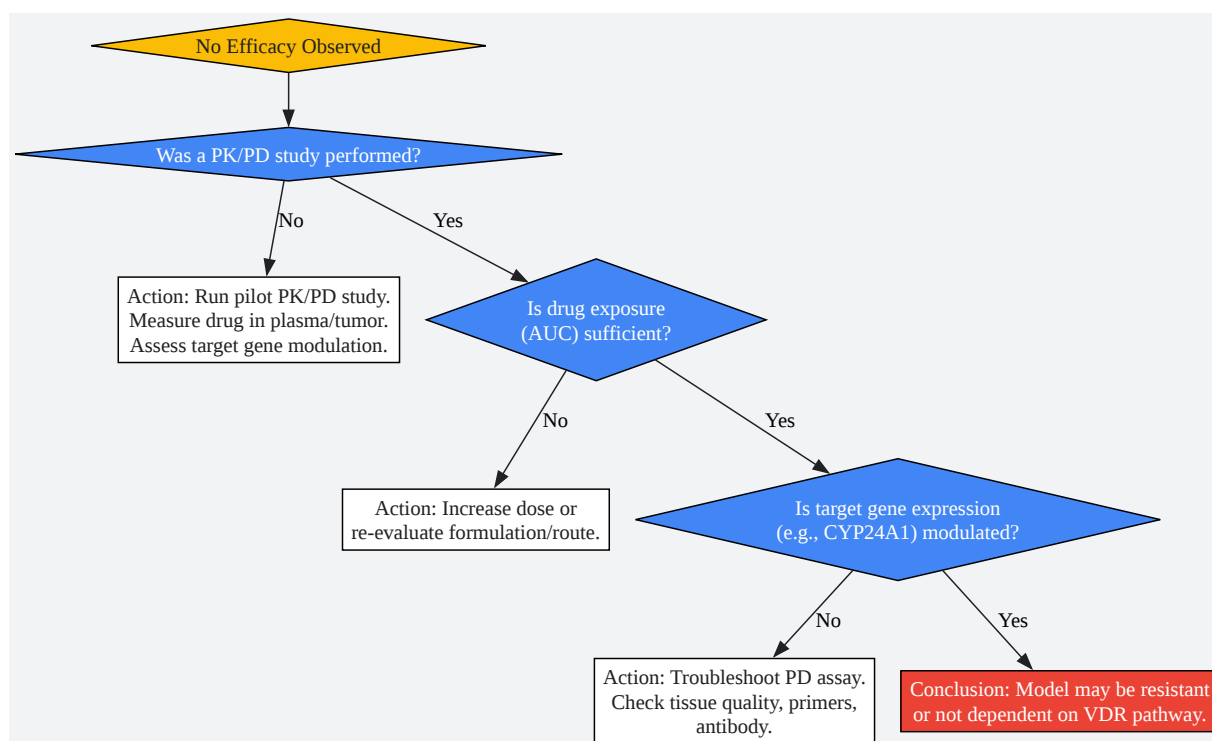 No Efficacy Observed
Was a PK/PD study performed?
No
Yes
Action: Run pilot PK/PD study.
Measure drug in plasma/tumor.
Assess target gene modulation.
Is drug exposure
(AUC) sufficient?
No
Yes
Action: Increase dose or
re-evaluate formulation/route.
Is target gene expression
(e.g., CYP24A1) modulated?
No
Yes
Action: Troubleshoot PD assay.
Check tissue quality, primers,
antibody.
Conclusion: Model may be resistant
or not dependent on VDR pathway.